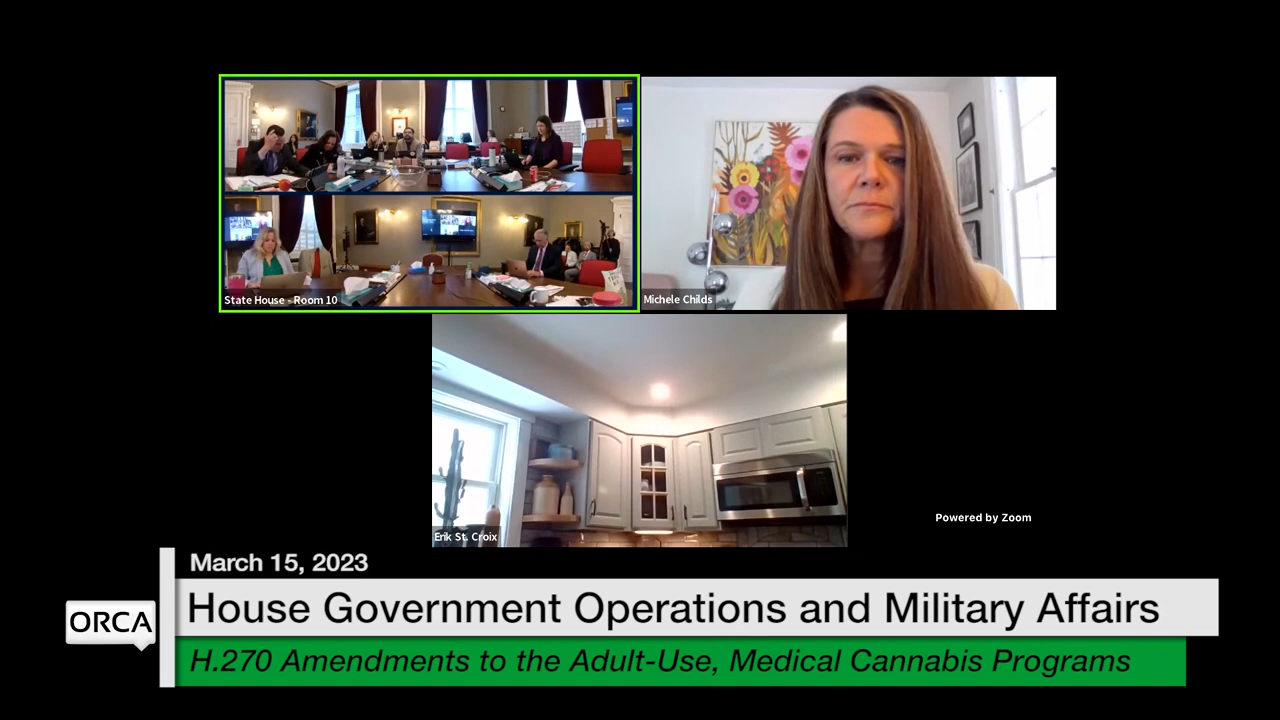 State House - Room 10
Michele Childs
Erik St. Croix
Powered by Zoom
March 15, 2023
ORCA
House Government Operations and Military Affairs
H.270 Amendments to the Adult-Use, Medical Cannabis Programs